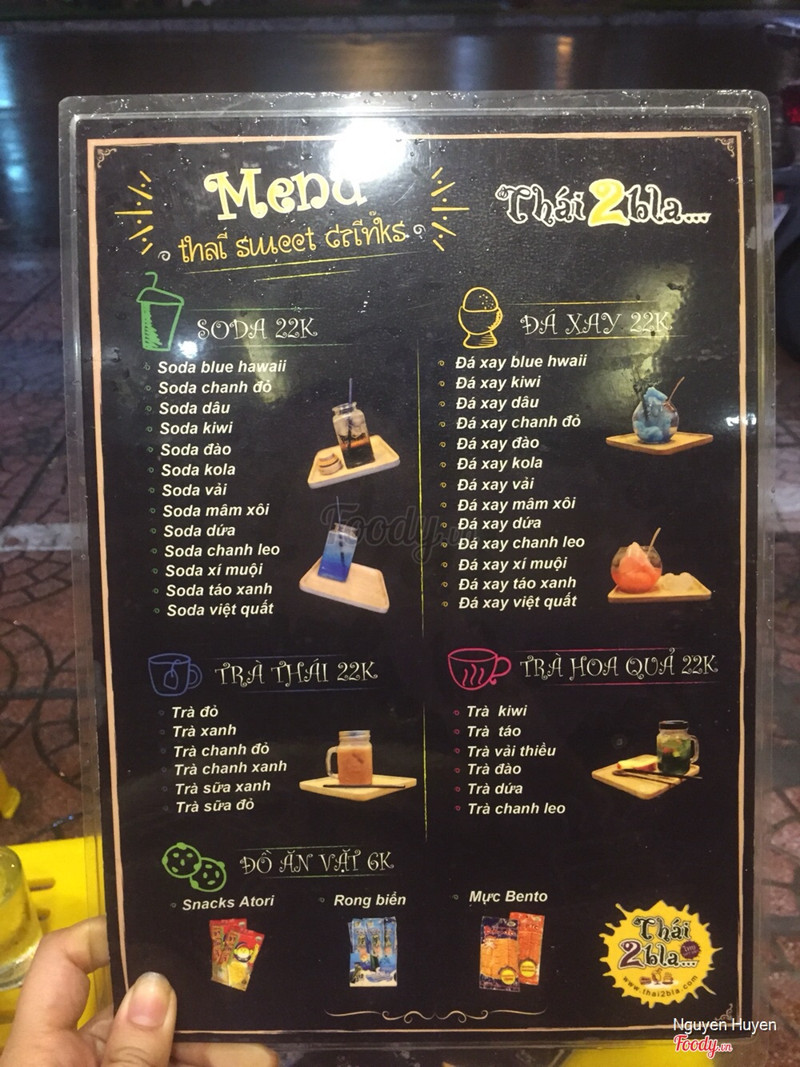 Menu
thai sweet drinks
Thái 2bla...
SODA 22K
Soda blue hawaii
Soda chanh đỏ
Soda dâu
Soda kiwi
Soda đào
Soda kola
Soda vải
Soda mâm xôi
Soda dứa
Soda chanh leo
Soda xí muội
Soda táo xanh
Soda việt quất
ĐÁ XAY 22K
Đá xay blue hwaii
Đá xay kiwi
Đá xay dâu
Đá xay chanh đỏ
Đá xay đào
Đá xay kola
Đá xay vải
Đá xay mâm xôi
Đá xay dứa
Đá xay chanh leo
Đá xay xí muội
Đá xay táo xanh
Đá xay việt quất
Foody.vn
TRÀ THÁI 22K
Trà đỏ
Trà xanh
Trà chanh đỏ
Trà chanh xanh
Trà sữa xanh
Trà sữa đỏ
TRÀ HOA QUẢ 22K
Trà kiwi
Trà táo
Trà vải thiều
Trà đào
Trà dứa
Trà chanh leo
ĐỒ ĂN VẶT 6K
Snacks Atori
Rong biển
Mực Bento
Thái
2bla...
www.thai2bla.com
Nguyen Huyen
Foody.vn